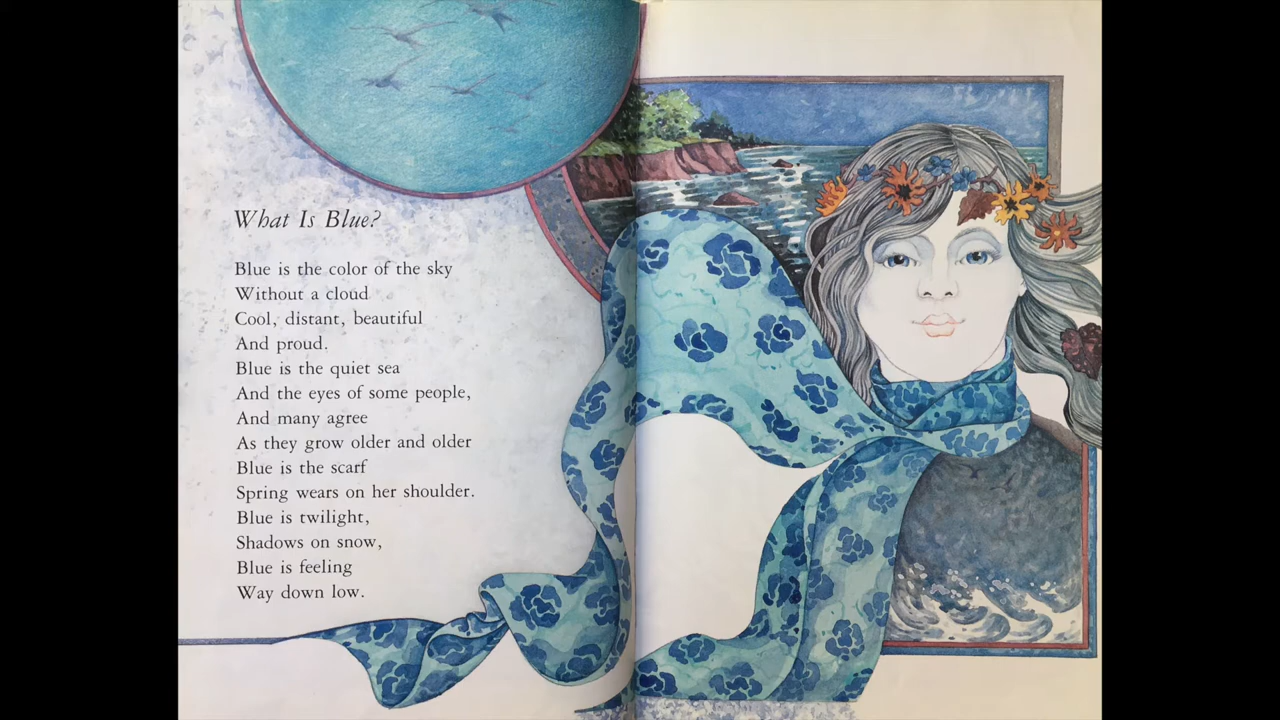 What Is Blue?
Blue is the color of the sky
Without a cloud
Cool, distant, beautiful
And proud.
Blue is the quiet sea
And the eyes of some people,
And many agree
As they grow older and older
Blue is the scarf
Spring wears on her shoulder.
Blue is twilight,
Shadows on snow,
Blue is feeling
Way down low.